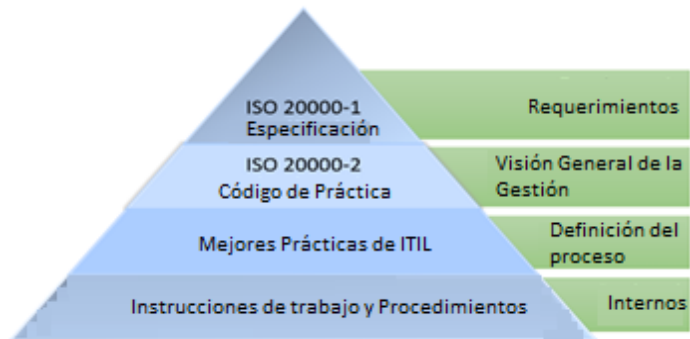 ISO 20000-1
Especificación
Requerimientos
ISO 20000-2
Código de Práctica
Visión General de la
Gestión
Mejores Prácticas de ITIL
Definición del
proceso
Instrucciones de trabajo y Procedimientos
Internos